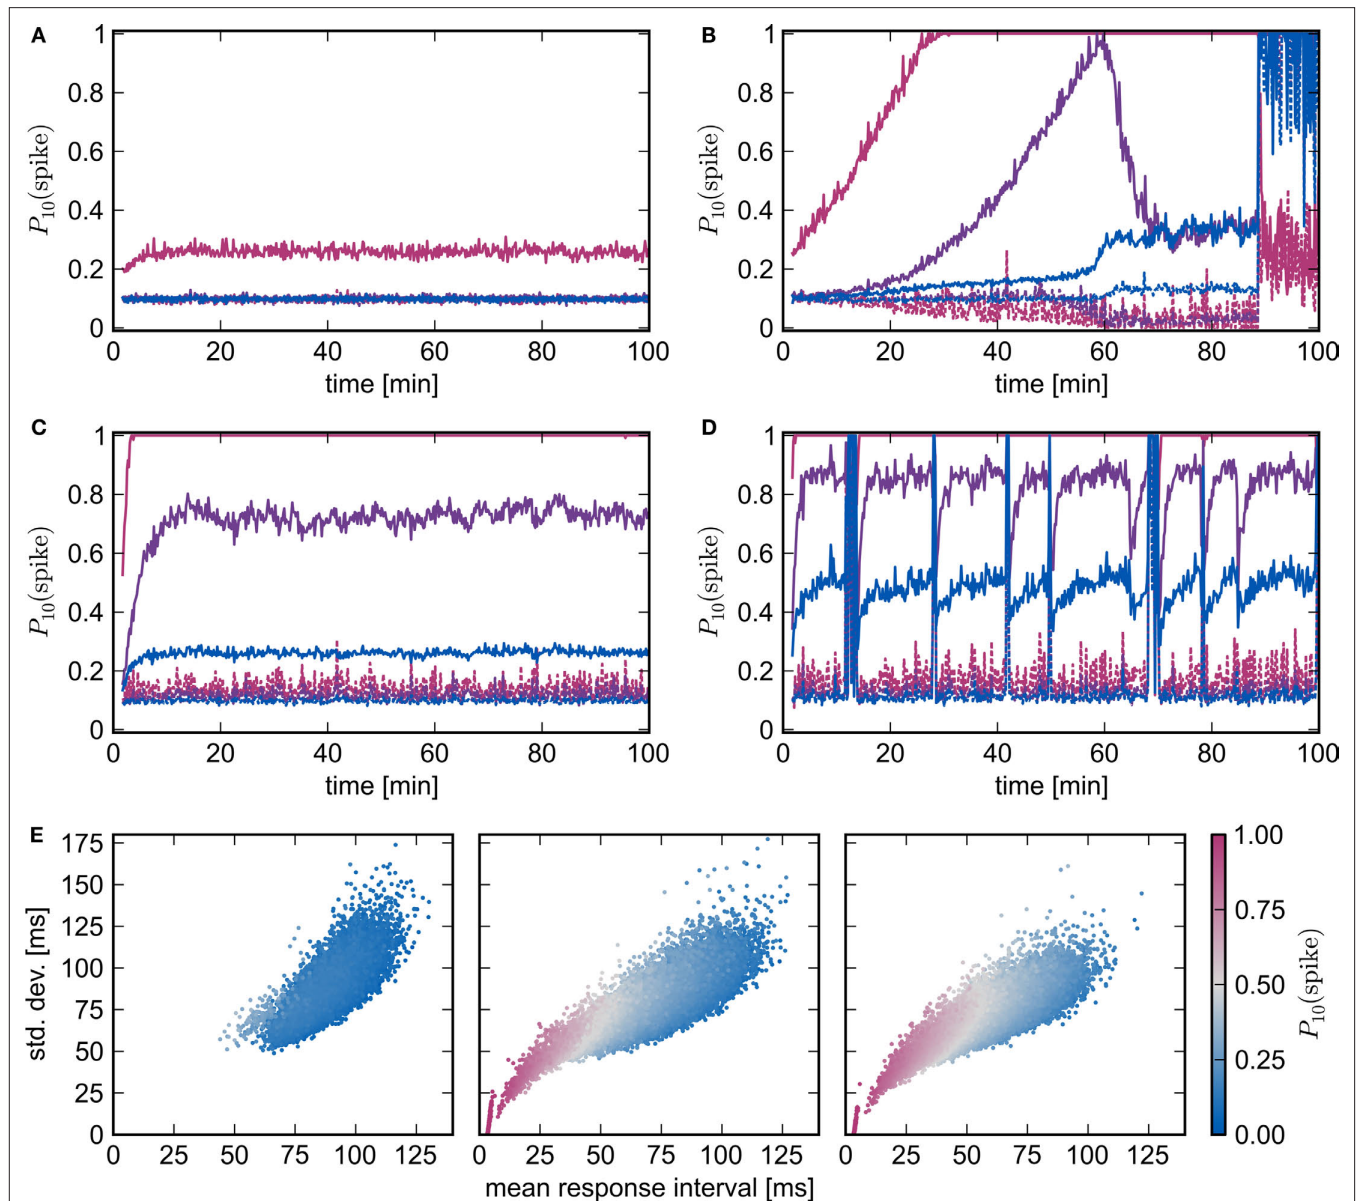 A
1
0.8
0.6
0.4
0.2
0
P10(spike)
0 20 40 60 80 100
time [min]
B
1
0.8
0.6
0.4
0.2
0
P10(spike)
0 20 40 60 80 100
time [min]
C
1
0.8
0.6
0.4
0.2
0
P10(spike)
0 20 40 60 80 100
time [min]
D
1
0.8
0.6
0.4
0.2
0
P10(spike)
0 20 40 60 80 100
time [min]
E
175
150
125
100
75
50
25
0
std. dev. [ms]
0 25 50 75 100 125
0 25 50 75 100 125
0 25 50 75 100 125
mean response interval [ms]
1.00
0.75
0.50
0.25
0.00
P10(spike)